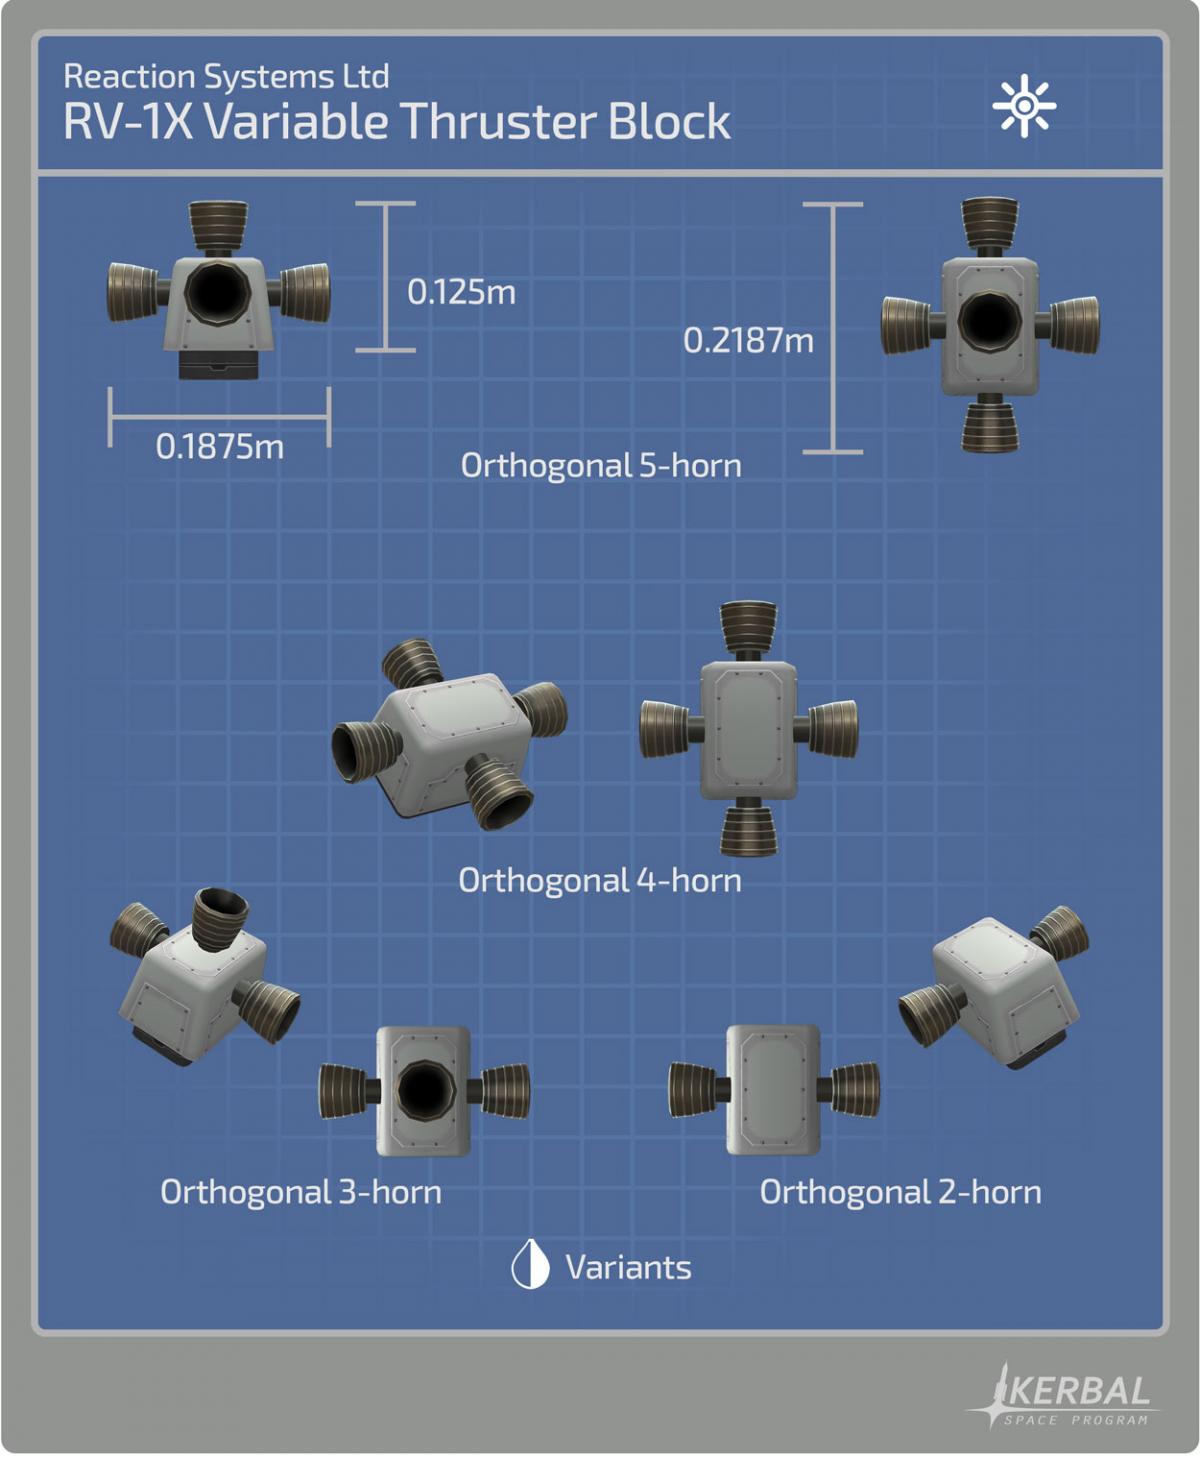 Reaction Systems Ltd
RV-1X Variable Thruster Block
0.125m
0.2187m
0.1875m
Orthogonal 5-horn
Orthogonal 4-horn
Orthogonal 3-horn
Orthogonal 2-horn
Variants
KERBAL
SPACE PROGRAM